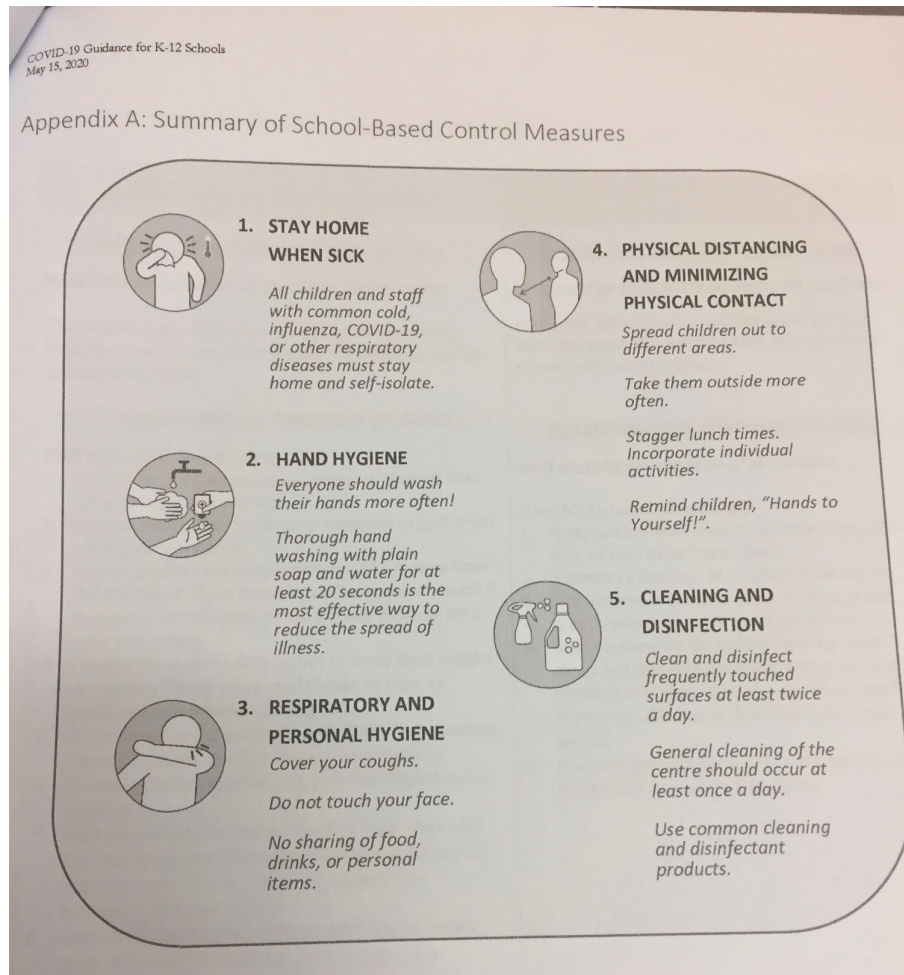 COVID-19 Guidance for K-12 Schools
May 15, 2020
Appendix A: Summary of School-Based Control Measures
1. STAY HOME
WHEN SICK
All children and staff
with common cold,
influenza, COVID-19,
or other respiratory
diseases must stay
home and self-isolate.
2. HAND HYGIENE
Everyone should wash
their hands more often!
Thorough hand
washing with plain
soap and water for at
least 20 seconds is the
most effective way to
reduce the spread of
illness.
3. RESPIRATORY AND
PERSONAL HYGIENE
Cover your coughs.
Do not touch your face.
No sharing of food,
drinks, or personal
items.
4. PHYSICAL DISTANCING
AND MINIMIZING
PHYSICAL CONTACT
Spread children out to
different areas.
Take them outside more
often.
Stagger lunch times.
Incorporate individual
activities.
Remind children, “Hands to
Yourself!”.
5. CLEANING AND
DISINFECTION
Clean and disinfect
frequently touched
surfaces at least twice
a day.
General cleaning of the
centre should occur at
least once a day.
Use common cleaning
and disinfectant
products.